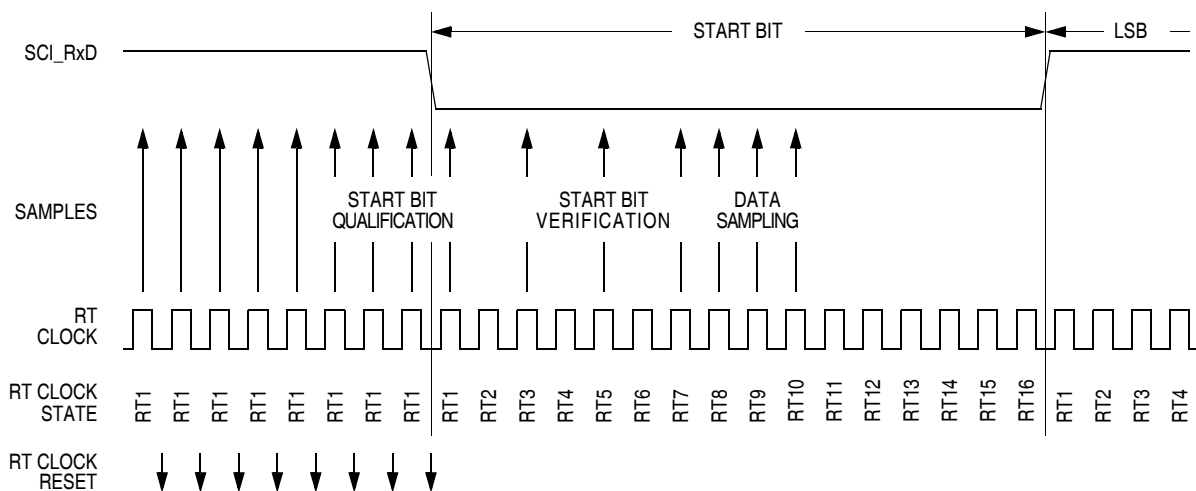 START BIT
LSB
SCI_RxD
SAMPLES
START BIT
QUALIFICATION
START BIT
VERIFICATION
DATA
SAMPLING
RT
CLOCK
RT CLOCK
STATE
RT1
RT1
RT1
RT1
RT1
RT1
RT1
RT1
RT1
RT2
RT3
RT4
RT5
RT6
RT7
RT8
RT9
RT10
RT11
RT12
RT13
RT14
RT15
RT16
RT1
RT2
RT3
RT4
RT CLOCK
RESET